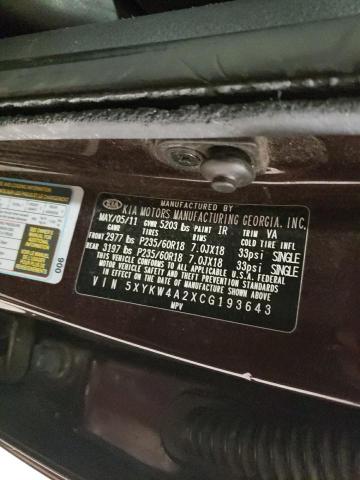 MANUFACTURED BY
KIA KIA MOTORS MANUFACTURING GEORGIA, INC.
MAY/05/11 GVWR 5203 lbs PAINT IR TRIM VA
GAWR TIRES RIMS COLD TIRE INFL
FRONT 2977 lbs P235/60R18 7.0JX18 33psi SINGLE
REAR 3197 lbs P235/60R18 7.0JX18 33psi SINGLE
THIS VEHICLE CONFORMS TO ALL APPLICABLE U.S.A. FEDERAL
MOTOR VEHICLE SAFETY AND THEFT PREVENTION STANDARDS
IN EFFECT ON THE DATE OF MANUFACTURE SHOWN ABOVE
VIN 5XYKW4A2XCG193643
MPV
006